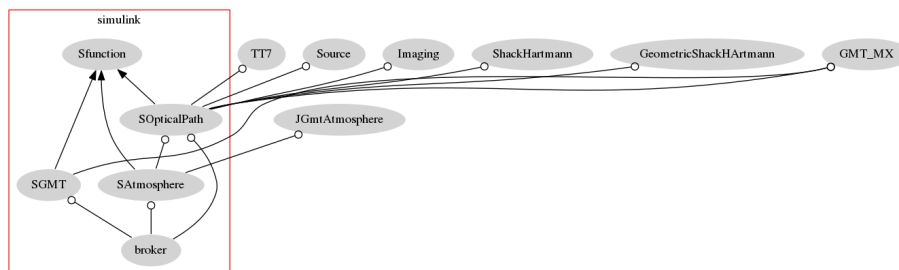 simulink
Sfunction
TT7
Source
Imaging
ShackHartmann
GeometricShackHArtmann
GMT_MX
SOpticalPath
JGmtAtmosphere
SGMT
SAtmosphere
broker